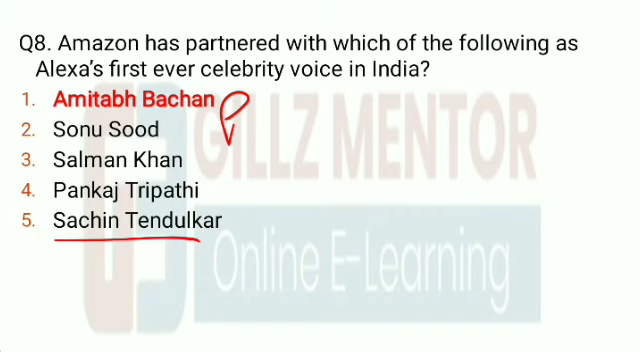 Q8. Amazon has partnered with which of the following as
Alexa's first ever celebrity voice in India?
1. Amitabh Bachan
2. Sonu Sood
3. Salman Khan
4. Pankaj Tripathi
5. Sachin Tendulkar
GILLZ MENTOR
Online E-Learning